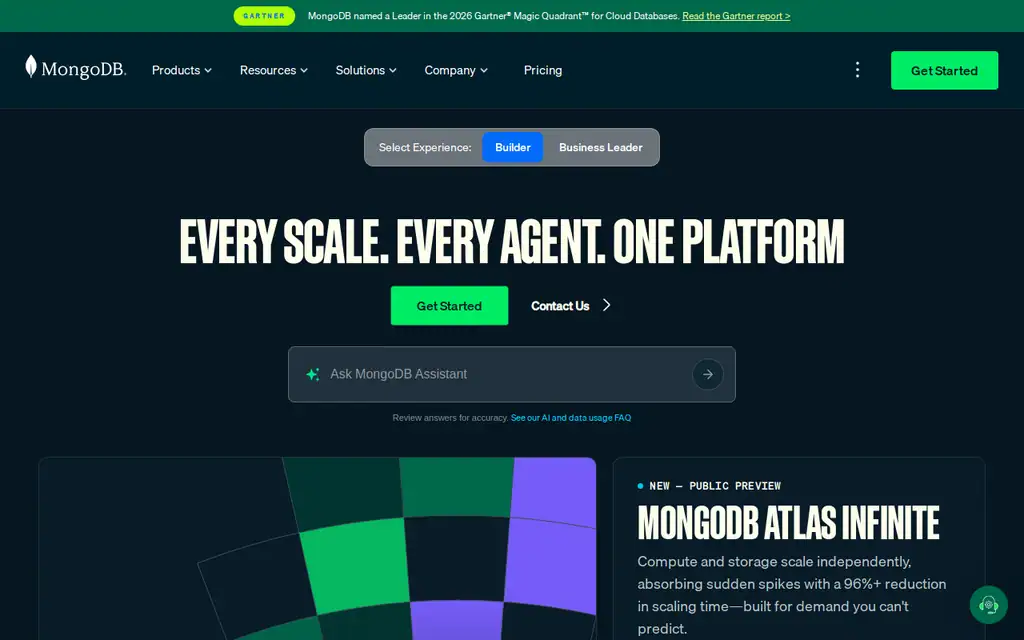 GARTNER MongoDB named a Leader in the 2026 Gartner® Magic Quadrant™ for Cloud Databases. Read the Gartner report >
MongoDB. Products Resources Solutions Company Pricing Get Started
Select Experience: Builder Business Leader
EVERY SCALE. EVERY AGENT. ONE PLATFORM
Get Started Contact Us
Ask MongoDB Assistant
Review answers for accuracy. See our AI and data usage FAQ
NEW — PUBLIC PREVIEW
MONGODB ATLAS INFINITE
Compute and storage scale independently,
absorbing sudden spikes with a 96%+ reduction
in scaling time—built for demand you can't
predict.